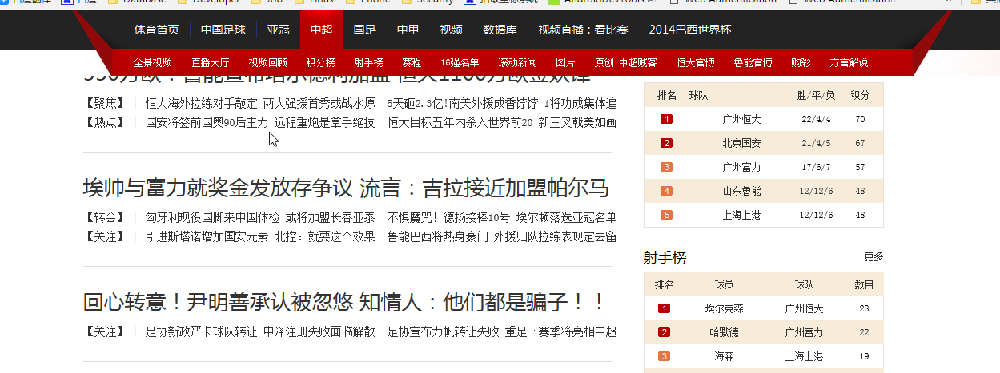 百度翻译 百度 Database Developer Job Linux Phone Security 抓取坐标系统 AndroidDevTools Web Authentication Web Authentication
体育首页 中国足球 亚冠 中超 国足 中甲 视频 数据库 视频直播：看比赛 2014巴西世界杯
全景视频 直播大厅 视频回顾 积分榜 射手榜 赛程 16强名单 滚动新闻 图片 原创-中超贱客 恒大官博 鲁能官博 购彩 方言解说
550万欧！鲁能宣布塔尔德利加盟 恒大1100万欧签妖锋
【聚焦】 恒大海外拉练对手敲定 两大强援首秀或战水原 5天砸2.3亿!南美外援成香饽饽 1将功成集体追
【热点】 国安将签前国奥90后主力 远程重炮是拿手绝技 恒大目标五年内杀入世界前20 新三叉戟美如画
埃帅与富力就奖金发放存争议 流言：吉拉接近加盟帕尔马
【转会】 匈牙利现役国脚来中国体检 或将加盟长春亚泰 不惧魔咒! 德扬接棒10号 埃尔顿落选亚冠名单
【关注】 引进斯塔诺增加国安元素 北控: 就要这个效果 鲁能巴西将热身豪门 外援归队拉练表现定去留
回心转意！尹明善承认被忽悠 知情人：他们都是骗子！！
【关注】 足协新政严卡球队转让 中泽注册失败面临解散 足协宣布力帆转让失败 重足下赛季将亮相中超
排名 球队 胜/平/负 积分
1 广州恒大 22/4/4 70
2 北京国安 21/4/5 67
3 广州富力 17/6/7 57
4 山东鲁能 12/12/6 48
5 上海上港 12/12/6 48
射手榜 更多
排名 球员 球队 数目
1 埃尔克森 广州恒大 28
2 哈默德 广州富力 22
3 海森 上海上港 19